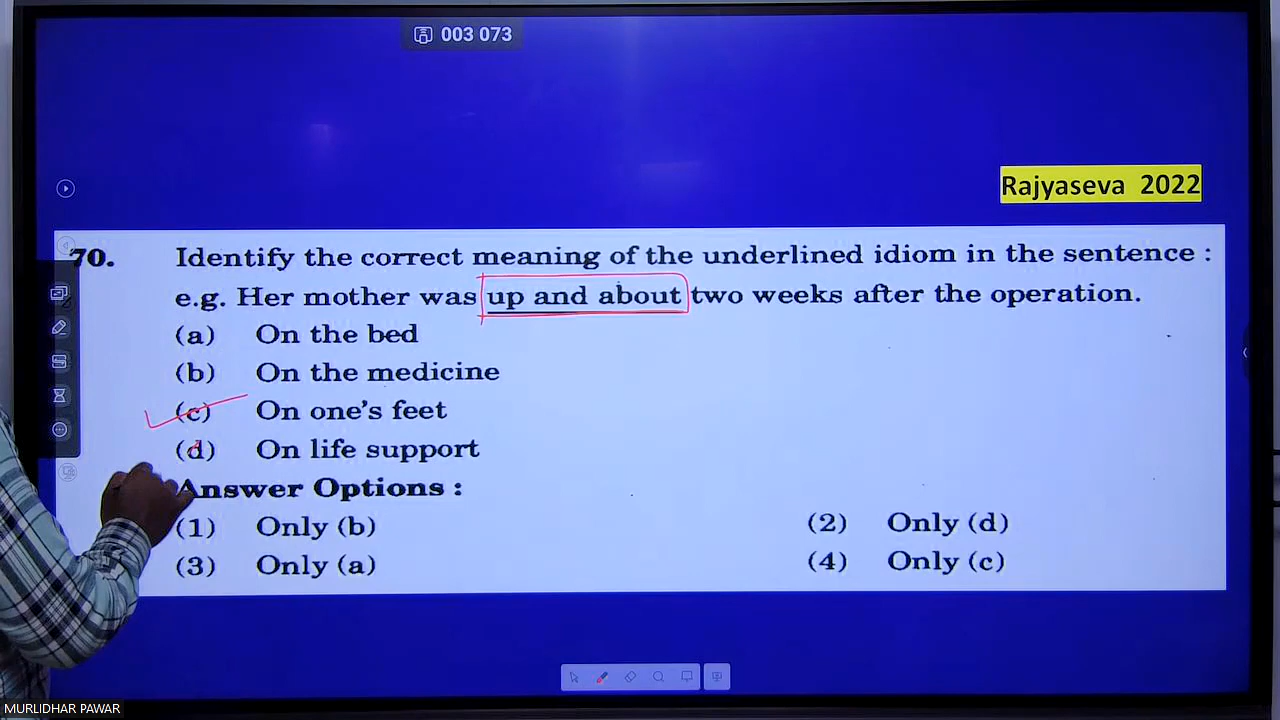 003 073
Rajyaseva 2022
70. Identify the correct meaning of the underlined idiom in the sentence :
e.g. Her mother was up and about two weeks after the operation.
(a) On the bed
(b) On the medicine
(c) On one's feet
(d) On life support
Answer Options :
(1) Only (b) (2) Only (d)
(3) Only (a) (4) Only (c)
MURLIDHAR PAWAR